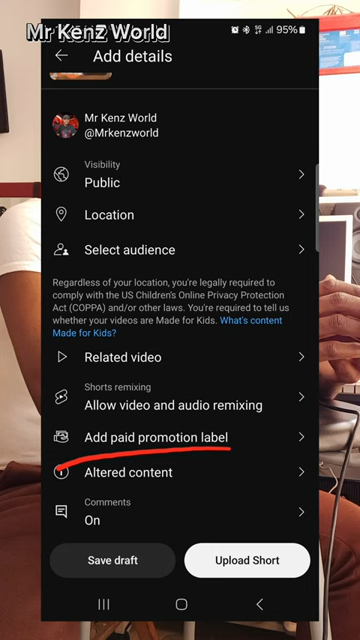 Mr Kenz World
95%
Add details
Mr Kenz World
@Mrkenzworld
Visibility
Public
Location
Select audience
Regardless of your location, you're legally required to
comply with the US Children's Online Privacy Protection
Act (COPPA) and/or other laws. You're required to tell us
whether your videos are Made for Kids. What's content
Made for Kids?
Related video
Shorts remixing
Allow video and audio remixing
Add paid promotion label
Altered content
Comments
On
Save draft
Upload Short